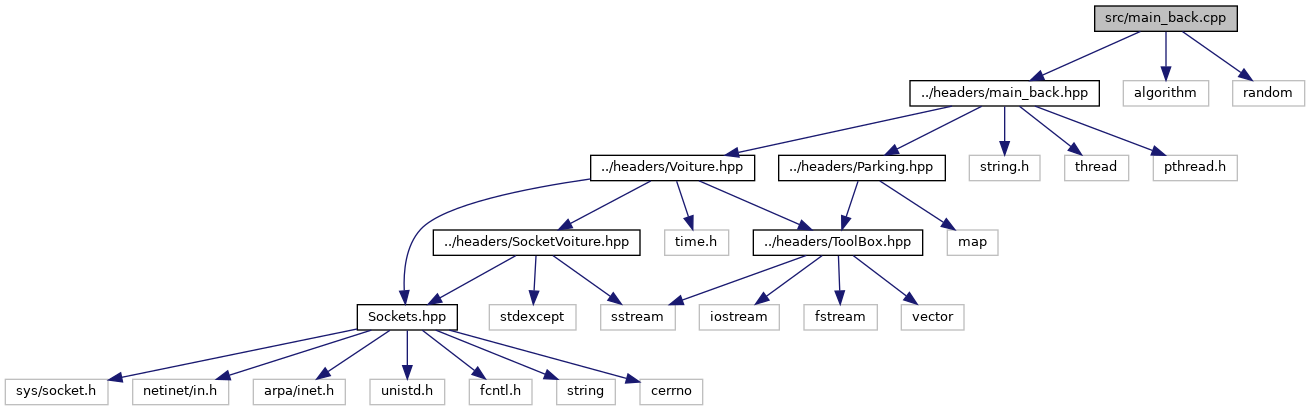 src/main_back.cpp
../headers/main_back.hpp
algorithm
random
../headers/Voiture.hpp
../headers/Parking.hpp
string.h
thread
pthread.h
../headers/SocketVoiture.hpp
time.h
../headers/ToolBox.hpp
map
Sockets.hpp
stdexcept
sstream
iostream
fstream
vector
sys/socket.h
netinet/in.h
arpa/inet.h
unistd.h
fcntl.h
string
cerrno